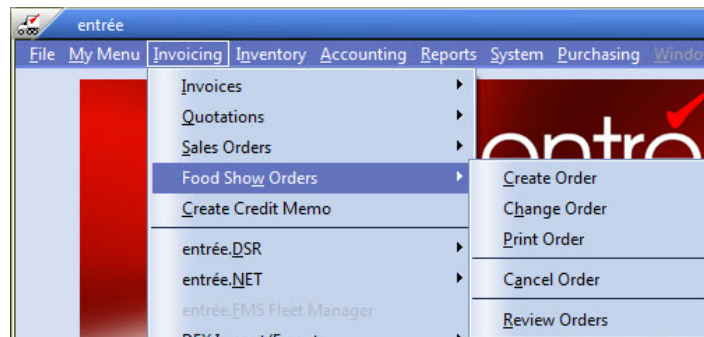 entrée
File My Menu Invoicing Inventory Accounting Reports System Purchasing
Invoices
Quotations
Sales Orders
Food Show Orders
Create Credit Memo
entrée.DSR
entrée.NET
entrée.FMS Fleet Manager
entré
Create Order
Change Order
Print Order
Cancel Order
Review Orders